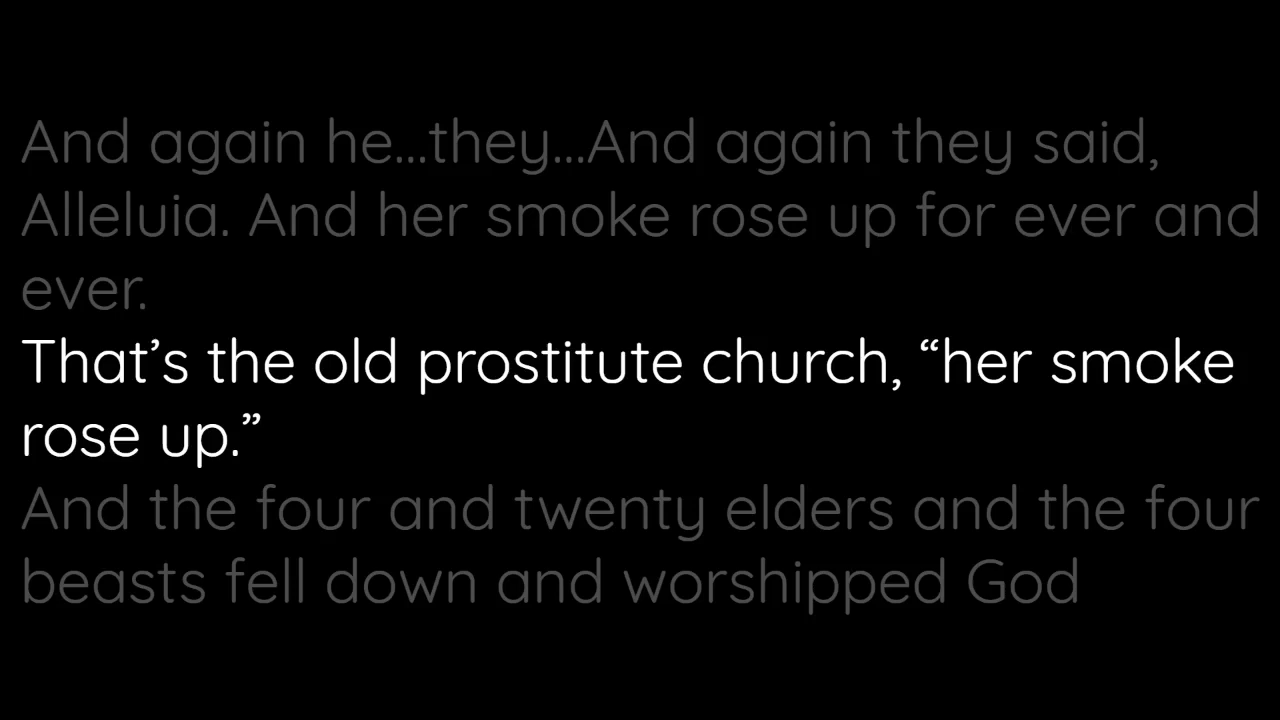 And again he...they...And again they said,
Alleluia. And her smoke rose up for ever and
ever.
That’s the old prostitute church, “her smoke
rose up.”
And the four and twenty elders and the four
beasts fell down and worshipped God